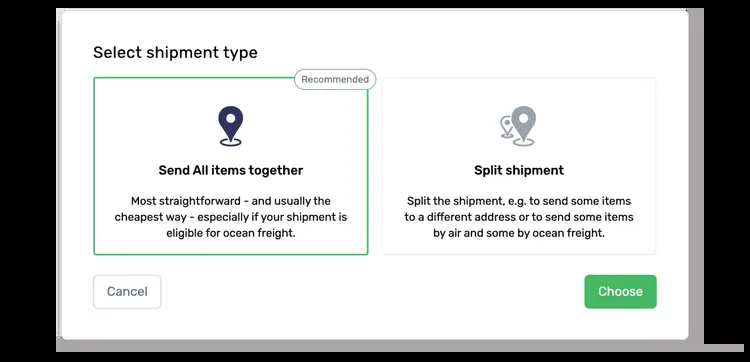 Select shipment type
Recommended
Send All items together
Most straightforward - and usually the
cheapest way - especially if your shipment is
eligible for ocean freight.
Split shipment
Split the shipment, e.g. to send some items
to a different address or to send some items
by air and some by ocean freight.
Cancel
Choose